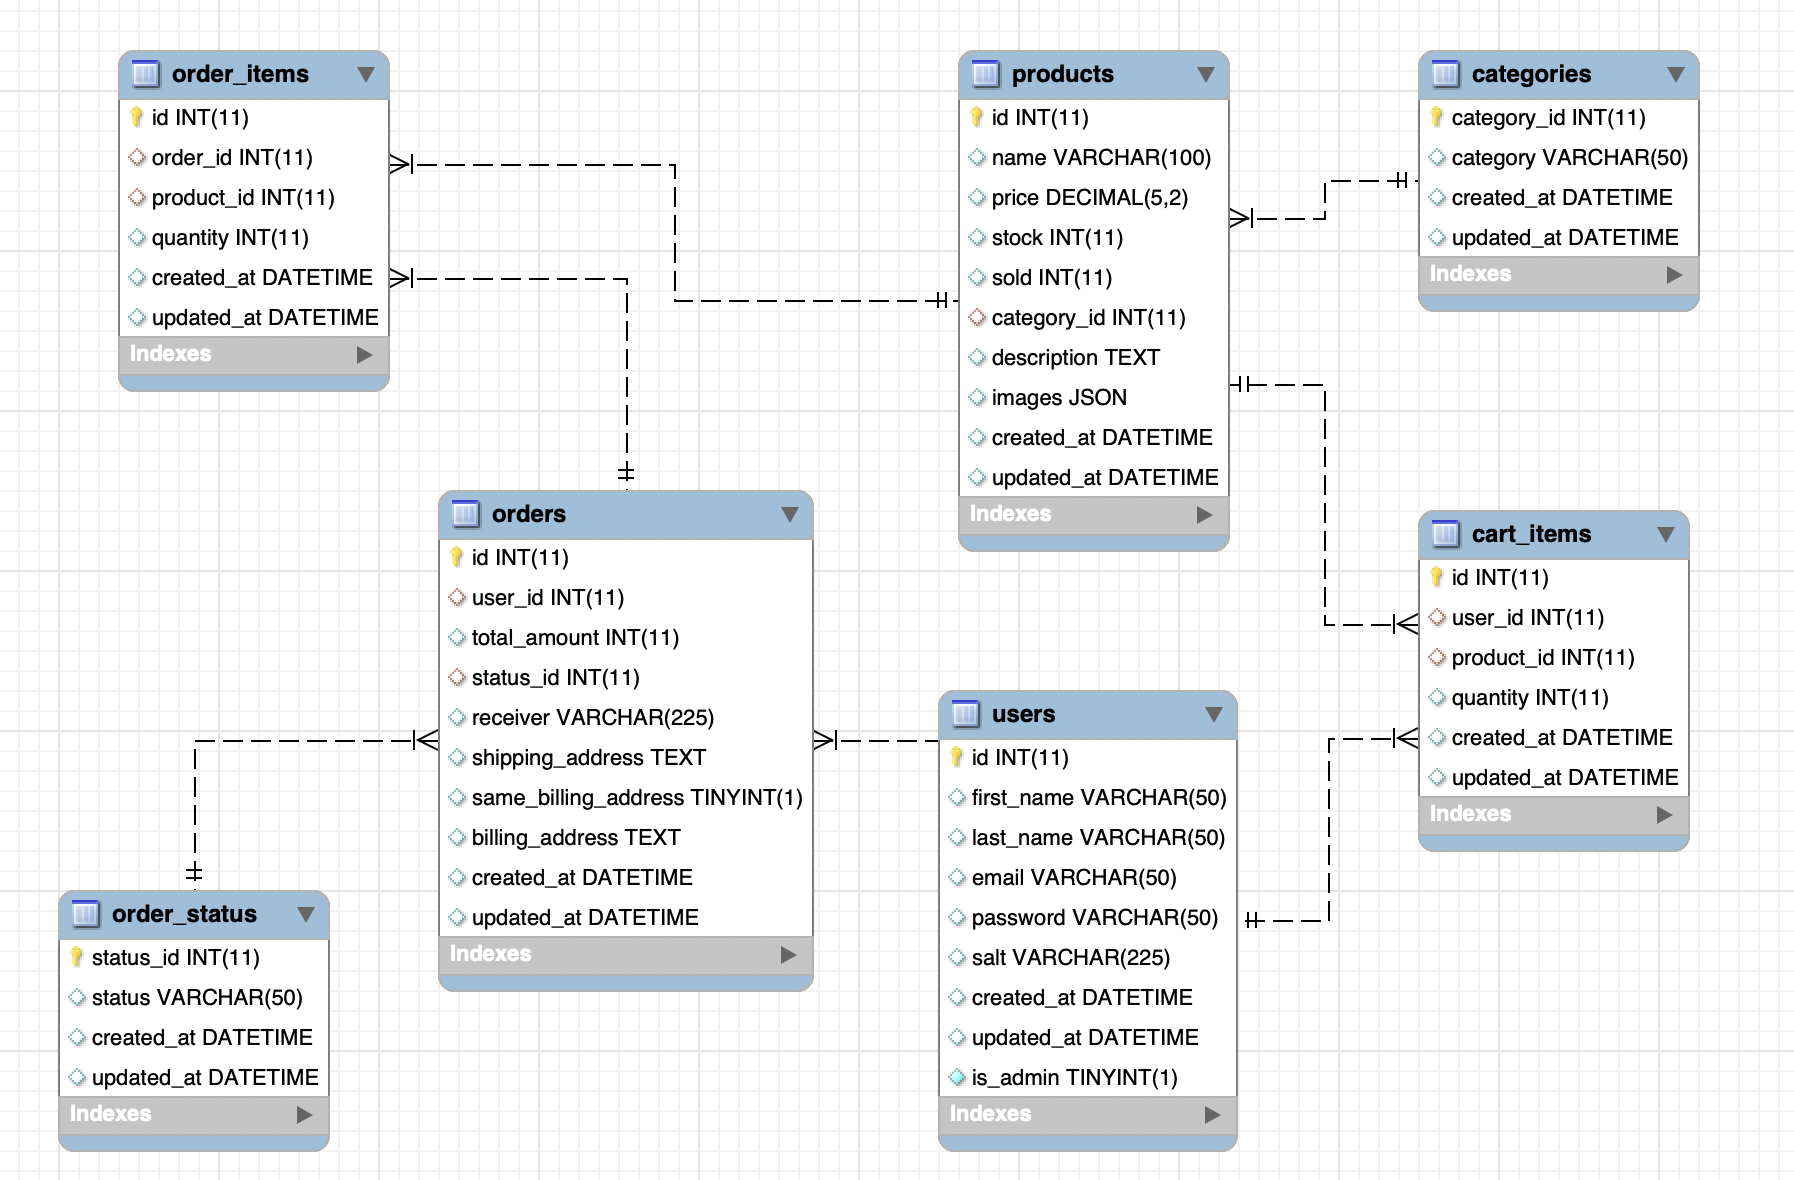 order_items
id INT(11)
order_id INT(11)
product_id INT(11)
quantity INT(11)
created_at DATETIME
updated_at DATETIME
Indexes
products
id INT(11)
name VARCHAR(100)
price DECIMAL(5,2)
stock INT(11)
sold INT(11)
category_id INT(11)
description TEXT
images JSON
created_at DATETIME
updated_at DATETIME
Indexes
categories
category_id INT(11)
category VARCHAR(50)
created_at DATETIME
updated_at DATETIME
Indexes
orders
id INT(11)
user_id INT(11)
total_amount INT(11)
status_id INT(11)
receiver VARCHAR(225)
shipping_address TEXT
same_billing_address TINYINT(1)
billing_address TEXT
created_at DATETIME
updated_at DATETIME
Indexes
cart_items
id INT(11)
user_id INT(11)
product_id INT(11)
quantity INT(11)
created_at DATETIME
updated_at DATETIME
Indexes
users
id INT(11)
first_name VARCHAR(50)
last_name VARCHAR(50)
email VARCHAR(50)
password VARCHAR(50)
salt VARCHAR(225)
created_at DATETIME
updated_at DATETIME
is_admin TINYINT(1)
Indexes
order_status
status_id INT(11)
status VARCHAR(50)
created_at DATETIME
updated_at DATETIME
Indexes